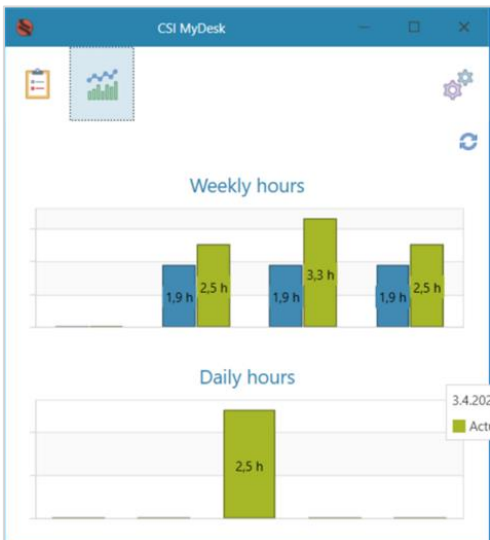 CSI MyDesk
Weekly hours
1,9 h 2,5 h 1,9 h 3,3 h 1,9 h 2,5 h
Daily hours
3.4.202
Actu
2,5 h